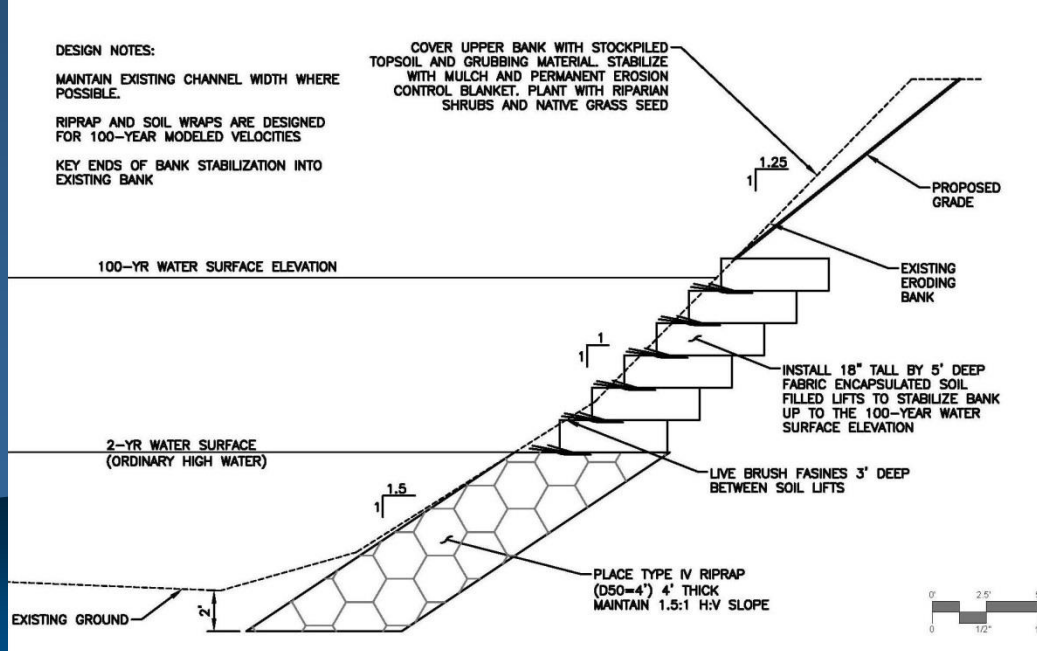 DESIGN NOTES:
MAINTAIN EXISTING CHANNEL WIDTH WHERE
POSSIBLE.
RIPRAP AND SOIL WRAPS ARE DESIGNED
FOR 100-YEAR MODELED VELOCITIES
KEY ENDS OF BANK STABILIZATION INTO
EXISTING BANK
COVER UPPER BANK WITH STOCKPILED
TOPSOIL AND GRUBBING MATERIAL. STABILIZE
WITH MULCH AND PERMANENT EROSION
CONTROL BLANKET. PLANT WITH RIPARIAN
SHRUBS AND NATIVE GRASS SEED
1.25
1
PROPOSED
GRADE
100-YR WATER SURFACE ELEVATION
EXISTING
ERODING
BANK
1
1
INSTALL 18" TALL BY 5' DEEP
FABRIC ENCAPSULATED SOIL
FILLED LIFTS TO STABILIZE BANK
UP TO THE 100-YEAR WATER
SURFACE ELEVATION
2-YR WATER SURFACE
(ORDINARY HIGH WATER)
LIVE BRUSH FASINES 3' DEEP
BETWEEN SOIL LIFTS
1.5
1
PLACE TYPE IV RIPRAP
(D50=4') 4' THICK
MAINTAIN 1.5:1 H:V SLOPE
EXISTING GROUND
2'
0' 2.5'
0 1/2"